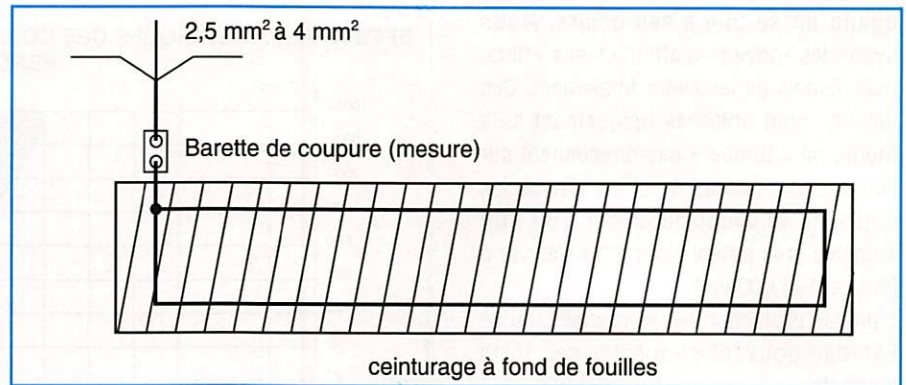 2,5 mm² à 4 mm²
Barette de coupure (mesure)
ceinturage à fond de fouilles